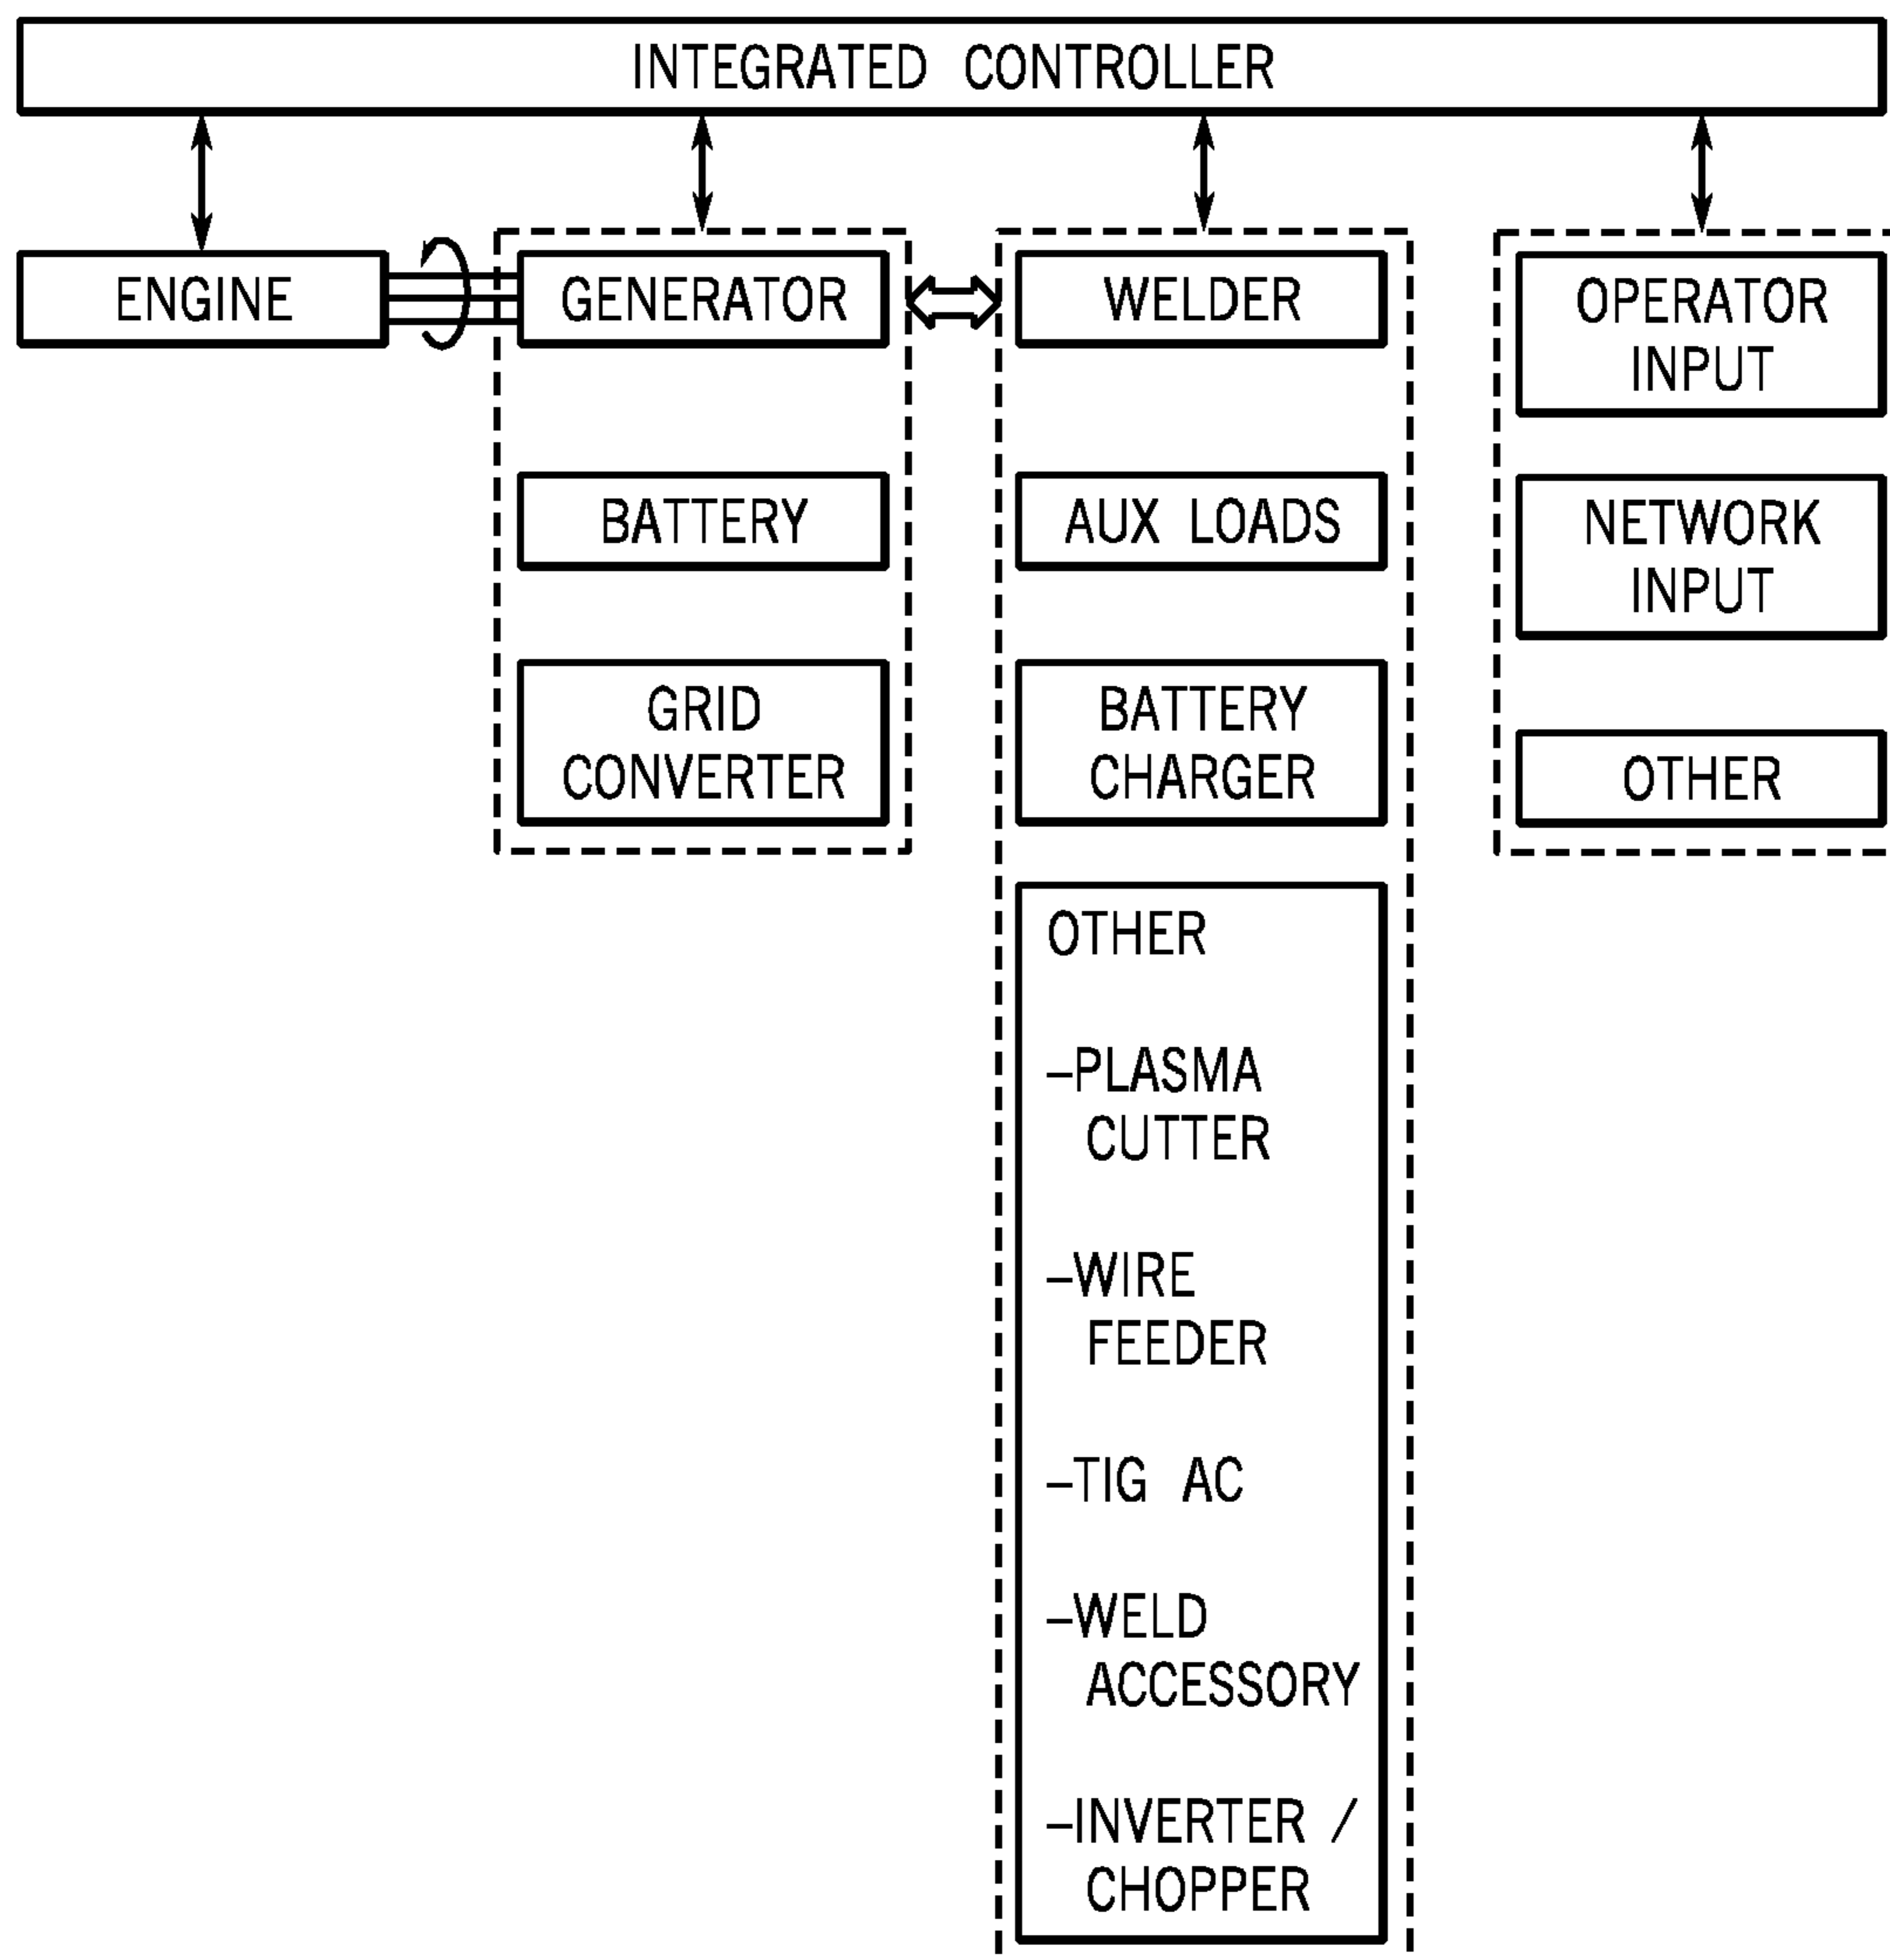 INTEGRATED CONTROLLER
ENGINE
GENERATOR
WELDER
OPERATOR
INPUT
BATTERY
AUX LOADS
NETWORK
INPUT
GRID
CONVERTER
BATTERY
CHARGER
OTHER
OTHER
-PLASMA
CUTTER
-WIRE
FEEDER
-TIG AC
-WELD
ACCESSORY
-INVERTER /
CHOPPER